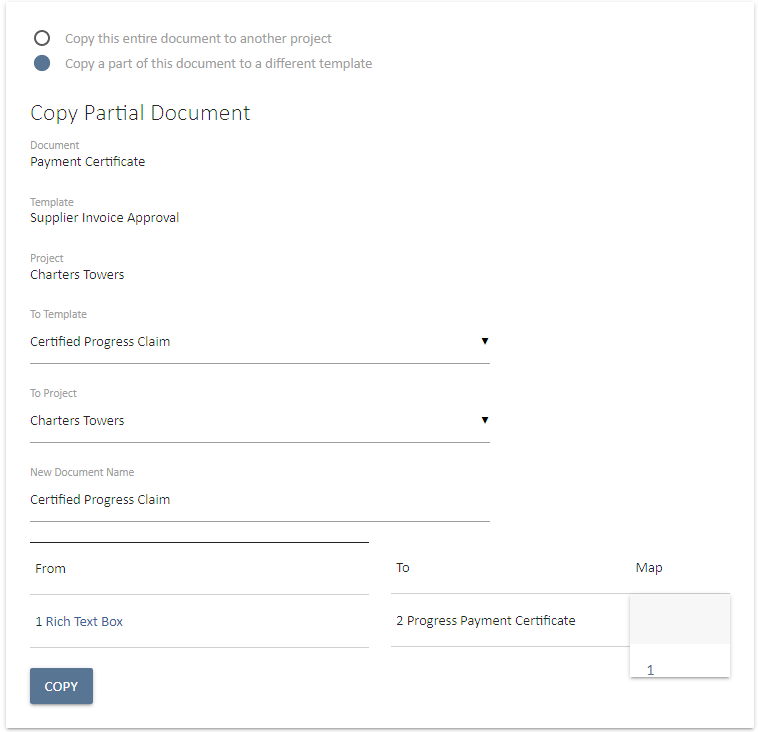 Copy this entire document to another project
Copy a part of this document to a different template
Copy Partial Document
Document
Payment Certificate
Template
Supplier Invoice Approval
Project
Charters Towers
To Template
Certified Progress Claim
To Project
Charters Towers
New Document Name
Certified Progress Claim
From
To
Map
1 Rich Text Box
2 Progress Payment Certificate
1
COPY